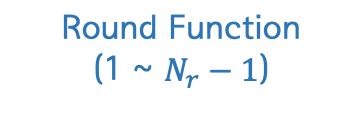 Round Function
(1 ~ Nᵣ − 1)